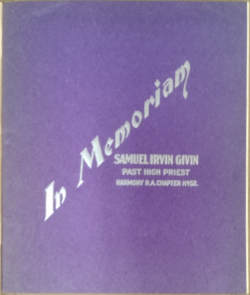 In Memoriam
SAMUEL IRVIN GIVIN
PAST HIGH PRIEST
HARMONY R.A. CHAPTER Nº52.